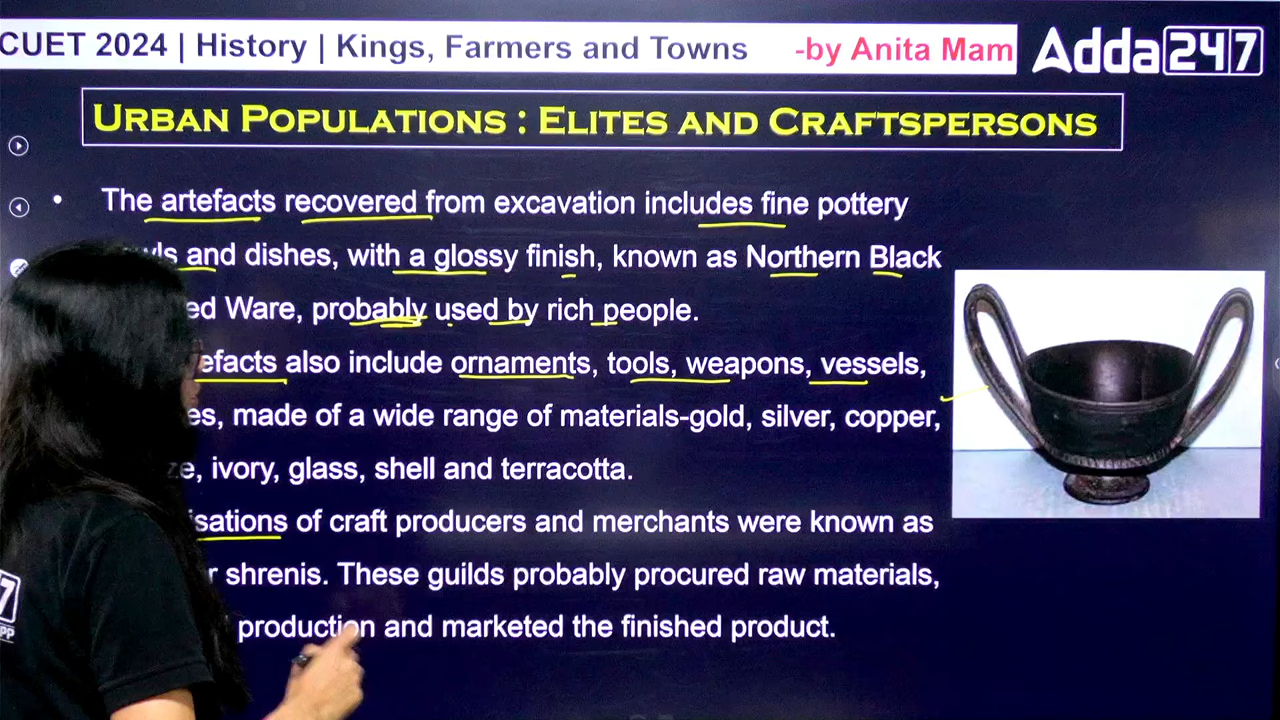 CUET 2024 | History | Kings, Farmers and Towns -by Anita Mam Adda247
URBAN POPULATIONS : ELITES AND CRAFTSPERSONS
• The artefacts recovered from excavation includes fine pottery
and dishes, with a glossy finish, known as Northern Black
Ware, probably used by rich people.
also include ornaments, tools, weapons, vessels,
made of a wide range of materials-gold, silver, copper,
ivory, glass, shell and terracotta.
of craft producers and merchants were known as
shrenis. These guilds probably procured raw materials,
production and marketed the finished product.
7